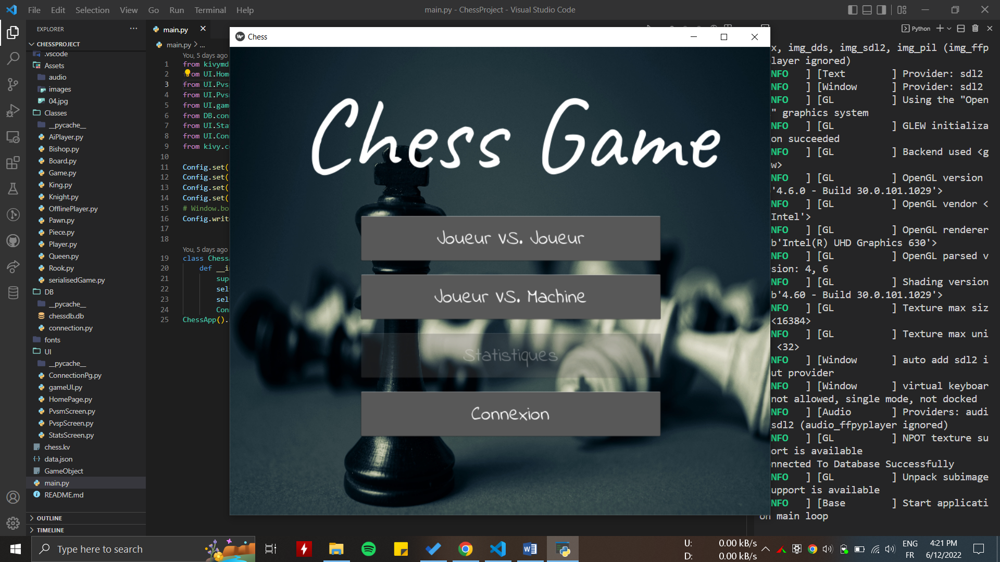 File Edit Selection View Go Run Terminal Help
main.py - ChessProject - Visual Studio Code
EXPLORER
CHESSPROJECT
.vscode
Assets
audio
images
04.jpg
Classes
__pycache__
AiPlayer.py
Bishop.py
Board.py
Game.py
King.py
Knight.py
OfflinePlayer.py
Pawn.py
Piece.py
Player.py
Queen.py
Rook.py
serialisedGame.py
DB
__pycache__
chessdb.db
connection.py
fonts
UI
__pycache__
ConnectionPg.py
gameUI.py
HomePage.py
PvsmScreen.py
PvspScreen.py
StatsScreen.py
chess.kv
data.json
GameObject
main.py
README.md
OUTLINE
TIMELINE
main.py
main.py > ...
You, 5 days ago
1 from kivymd
2 om UI.Hom
3 from UI.Pvs
4 from UI.Pvs
5 from UI.gam
6 from DB.con
7 from UI.Sta
8 from UI.Con
9 from kivy.c
10
11 Config.set(
12 Config.set(
13 Config.set(
14 Config.set(
15 # Window.bo
16 Config.writ
17
18
You, 5 days ago
19 class Chess
20 def __i
21 sup
22 sel
23 sel
24 Con
25 ChessApp().
Chess
Chess Game
Joueur VS. Joueur
Joueur VS. Machine
Statistiques
Connexion
Python
x, img_dds, img_sdl2, img_pil (img_ffp
layer ignored)
NFO ] [Text ] Provider: sdl2
NFO ] [Window ] Provider: sdl2
NFO ] [GL ] Using the "Open
" graphics system
NFO ] [GL ] GLEW initializa
on succeeded
NFO ] [GL ] Backend used <g
w>
NFO ] [GL ] OpenGL version
'4.6.0 - Build 30.0.101.1029'>
NFO ] [GL ] OpenGL vendor <
Intel'>
NFO ] [GL ] OpenGL renderer
b'Intel(R) UHD Graphics 630'>
NFO ] [GL ] OpenGL parsed v
sion: 4, 6
NFO ] [GL ] Shading version
b'4.60 - Build 30.0.101.1029'>
NFO ] [GL ] Texture max siz
<16384>
NFO ] [GL ] Texture max uni
<32>
NFO ] [Window ] auto add sdl2 i
ut provider
NFO ] [Window ] virtual keyboar
not allowed, single mode, not docked
NFO ] [Audio ] Providers: audi
_sdl2 (audio_ffpyplayer ignored)
NFO ] [GL ] NPOT texture su
ort is available
nnected To Database Successfully
NFO ] [GL ] Unpack subimage
upport is available
NFO ] [Base ] Start applicati
on main loop
Type here to search
U: 0.00 kB/s
D: 0.00 kB/s
ENG
FR
4:21 PM
6/12/2022